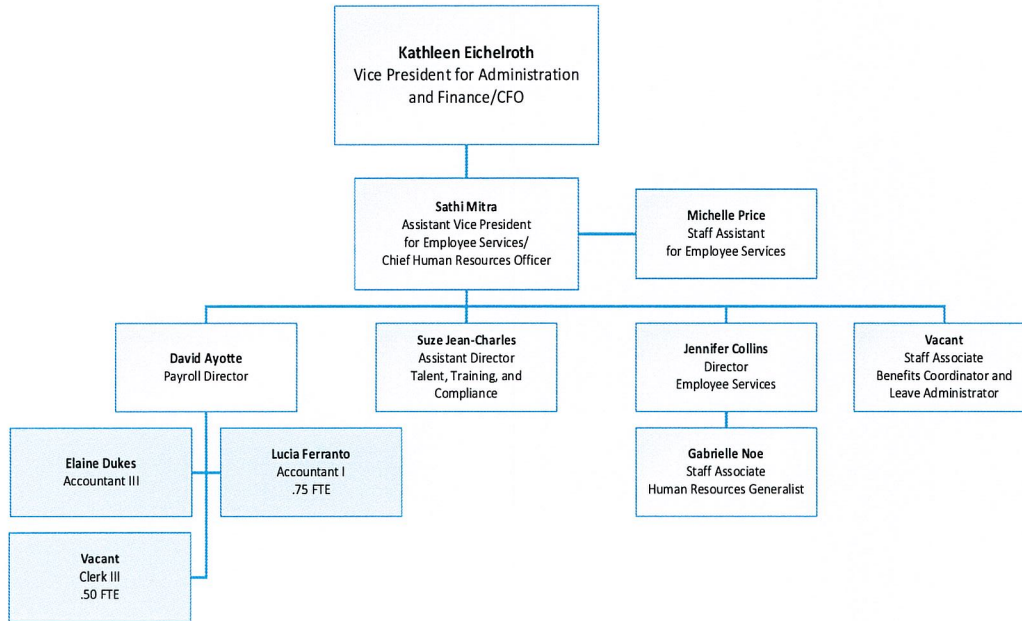 Kathleen Eichelroth
Vice President for Administration
and Finance/CFO
Sathi Mitra
Assistant Vice President
for Employee Services/
Chief Human Resources Officer
Michelle Price
Staff Assistant
for Employee Services
David Ayotte
Payroll Director
Suze Jean-Charles
Assistant Director
Talent, Training, and
Compliance
Jennifer Collins
Director
Employee Services
Vacant
Staff Associate
Benefits Coordinator and
Leave Administrator
Elaine Dukes
Accountant III
Lucia Ferranto
Accountant I
.75 FTE
Gabrielle Noe
Staff Associate
Human Resources Generalist
Vacant
Clerk III
.50 FTE